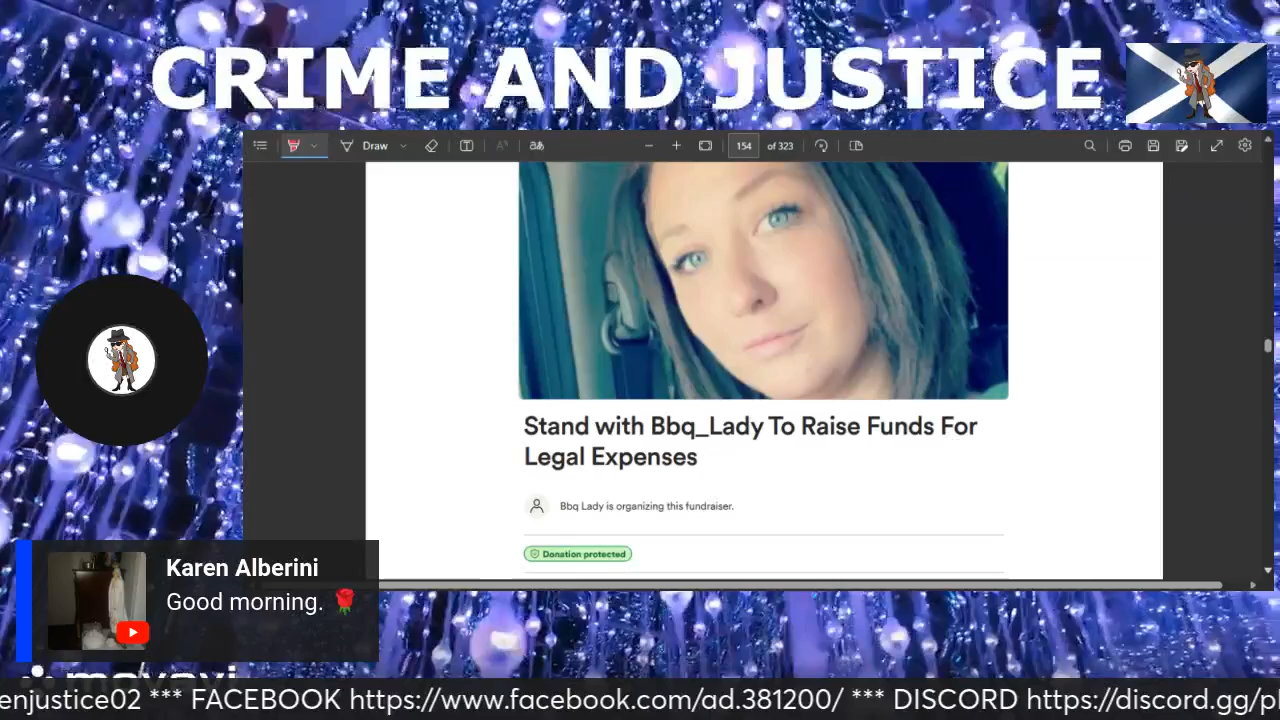 CRIME AND JUSTICE
Draw
154 of 323
Stand with Bbq_Lady To Raise Funds For
Legal Expenses
Bbq Lady is organizing this fundraiser.
Donation protected
Karen Alberini
Good morning. 🌹
movavi
enjustice02 *** FACEBOOK https://www.facebook.com/ad.381200/ *** DISCORD https://discord.gg/p